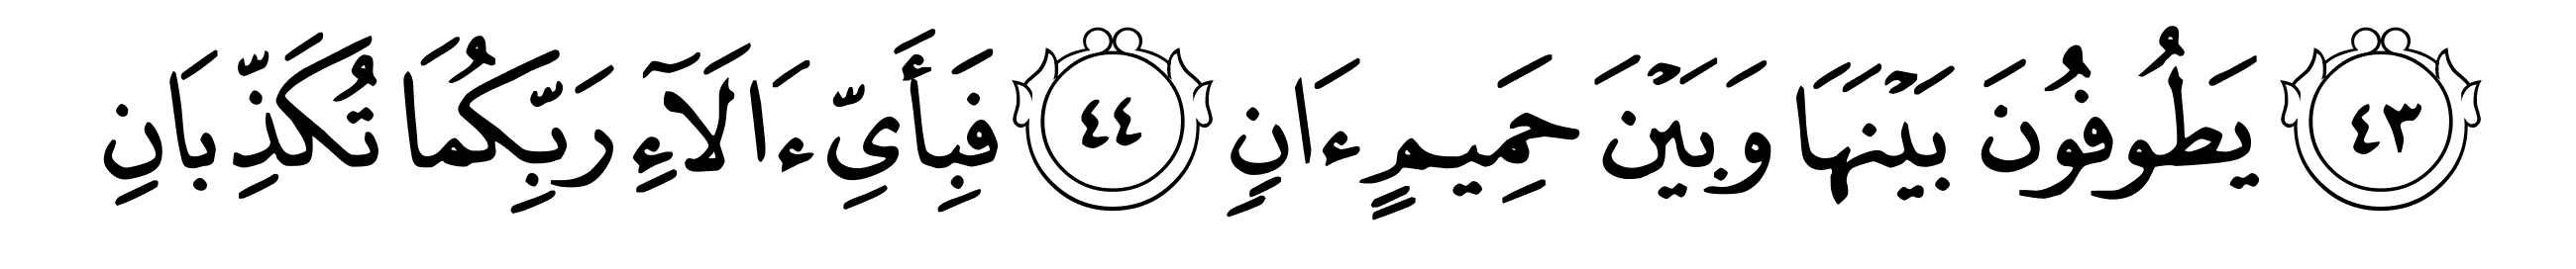 ٤٣ يَطُوفُونَ بَيْنَهَا وَبَيْنَ حَمِيمٍ ءَانٍ ٤٤ فَبِأَيِّ ءَالَآءِ رَبِّكُمَا تُكَذِّبَانِ